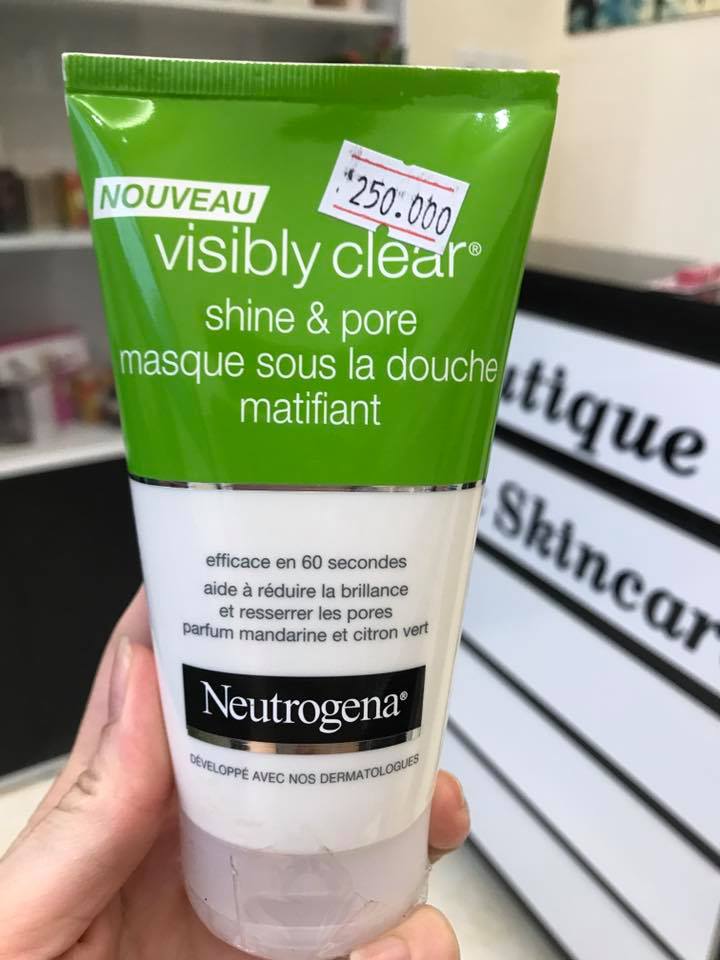 NOUVEAU
250.000
visibly clear®
shine & pore
masque sous la douche
matifiant
efficace en 60 secondes
aide à réduire la brillance
et resserrer les pores
parfum mandarine et citron vert
Neutrogena®
DÉVELOPPÉ AVEC NOS DERMATOLOGUES
utique
Skincar